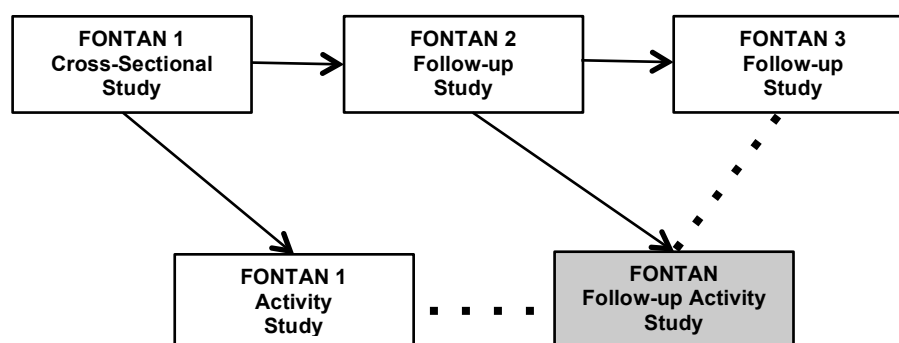 FONTAN 1
Cross-Sectional
Study
FONTAN 2
Follow-up
Study
FONTAN 3
Follow-up
Study
FONTAN 1
Activity
Study
FONTAN
Follow-up Activity
Study